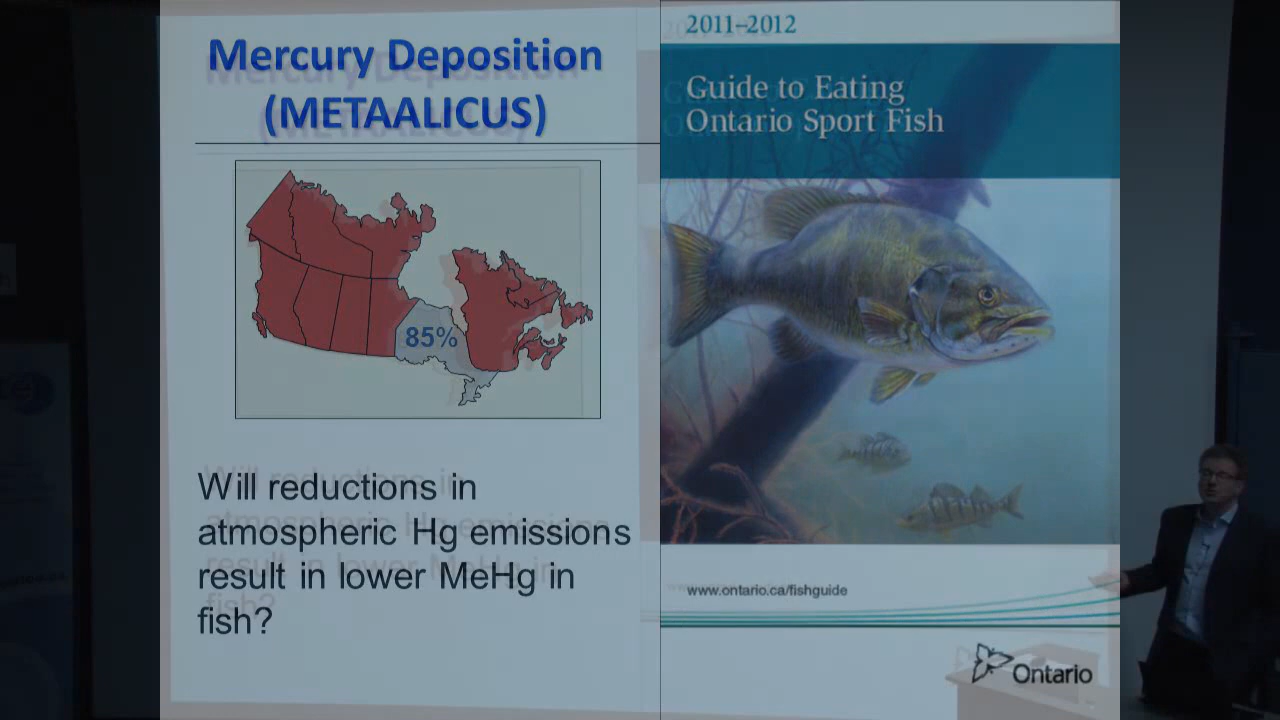 Mercury Deposition
(METAALICUS)
85%
Will reductions in
atmospheric Hg emissions
result in lower MeHg in
fish?
2011–2012
Guide to Eating
Ontario Sport Fish
www.ontario.ca/fishguide
Ontario